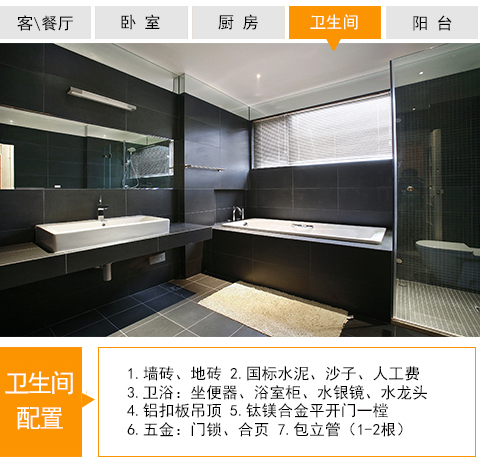 客\餐厅
卧 室
厨 房
卫生间
阳 台
卫生间
配置
1.墙砖、地砖 2.国标水泥、沙子、人工费
3.卫浴：坐便器、浴室柜、水银镜、水龙头
4.铝扣板吊顶 5.钛镁合金平开门一樘
6.五金：门锁、合页 7.包立管（1-2根）